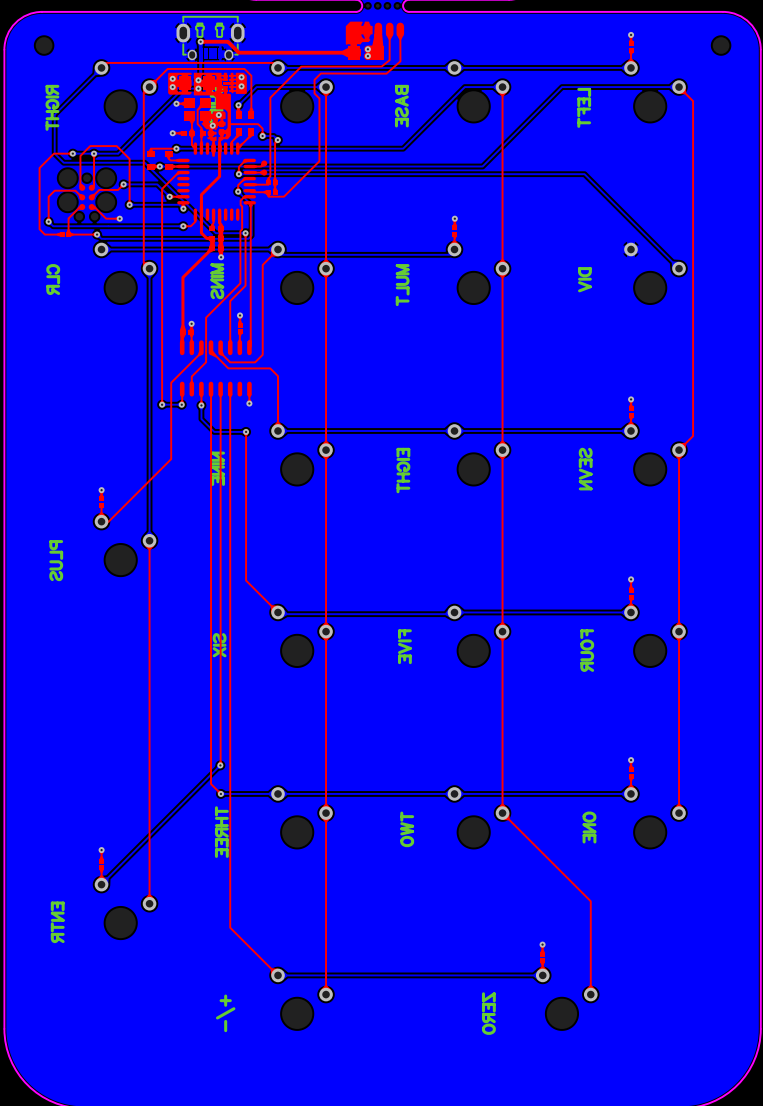 RIGHT
BASE
LEFT
CLR
MINS
MULT
DIV
NINE
EIGHT
SEVN
PLUS
SIX
FIVE
FOUR
THREE
TWO
ONE
ENTR
+/-
ZERO